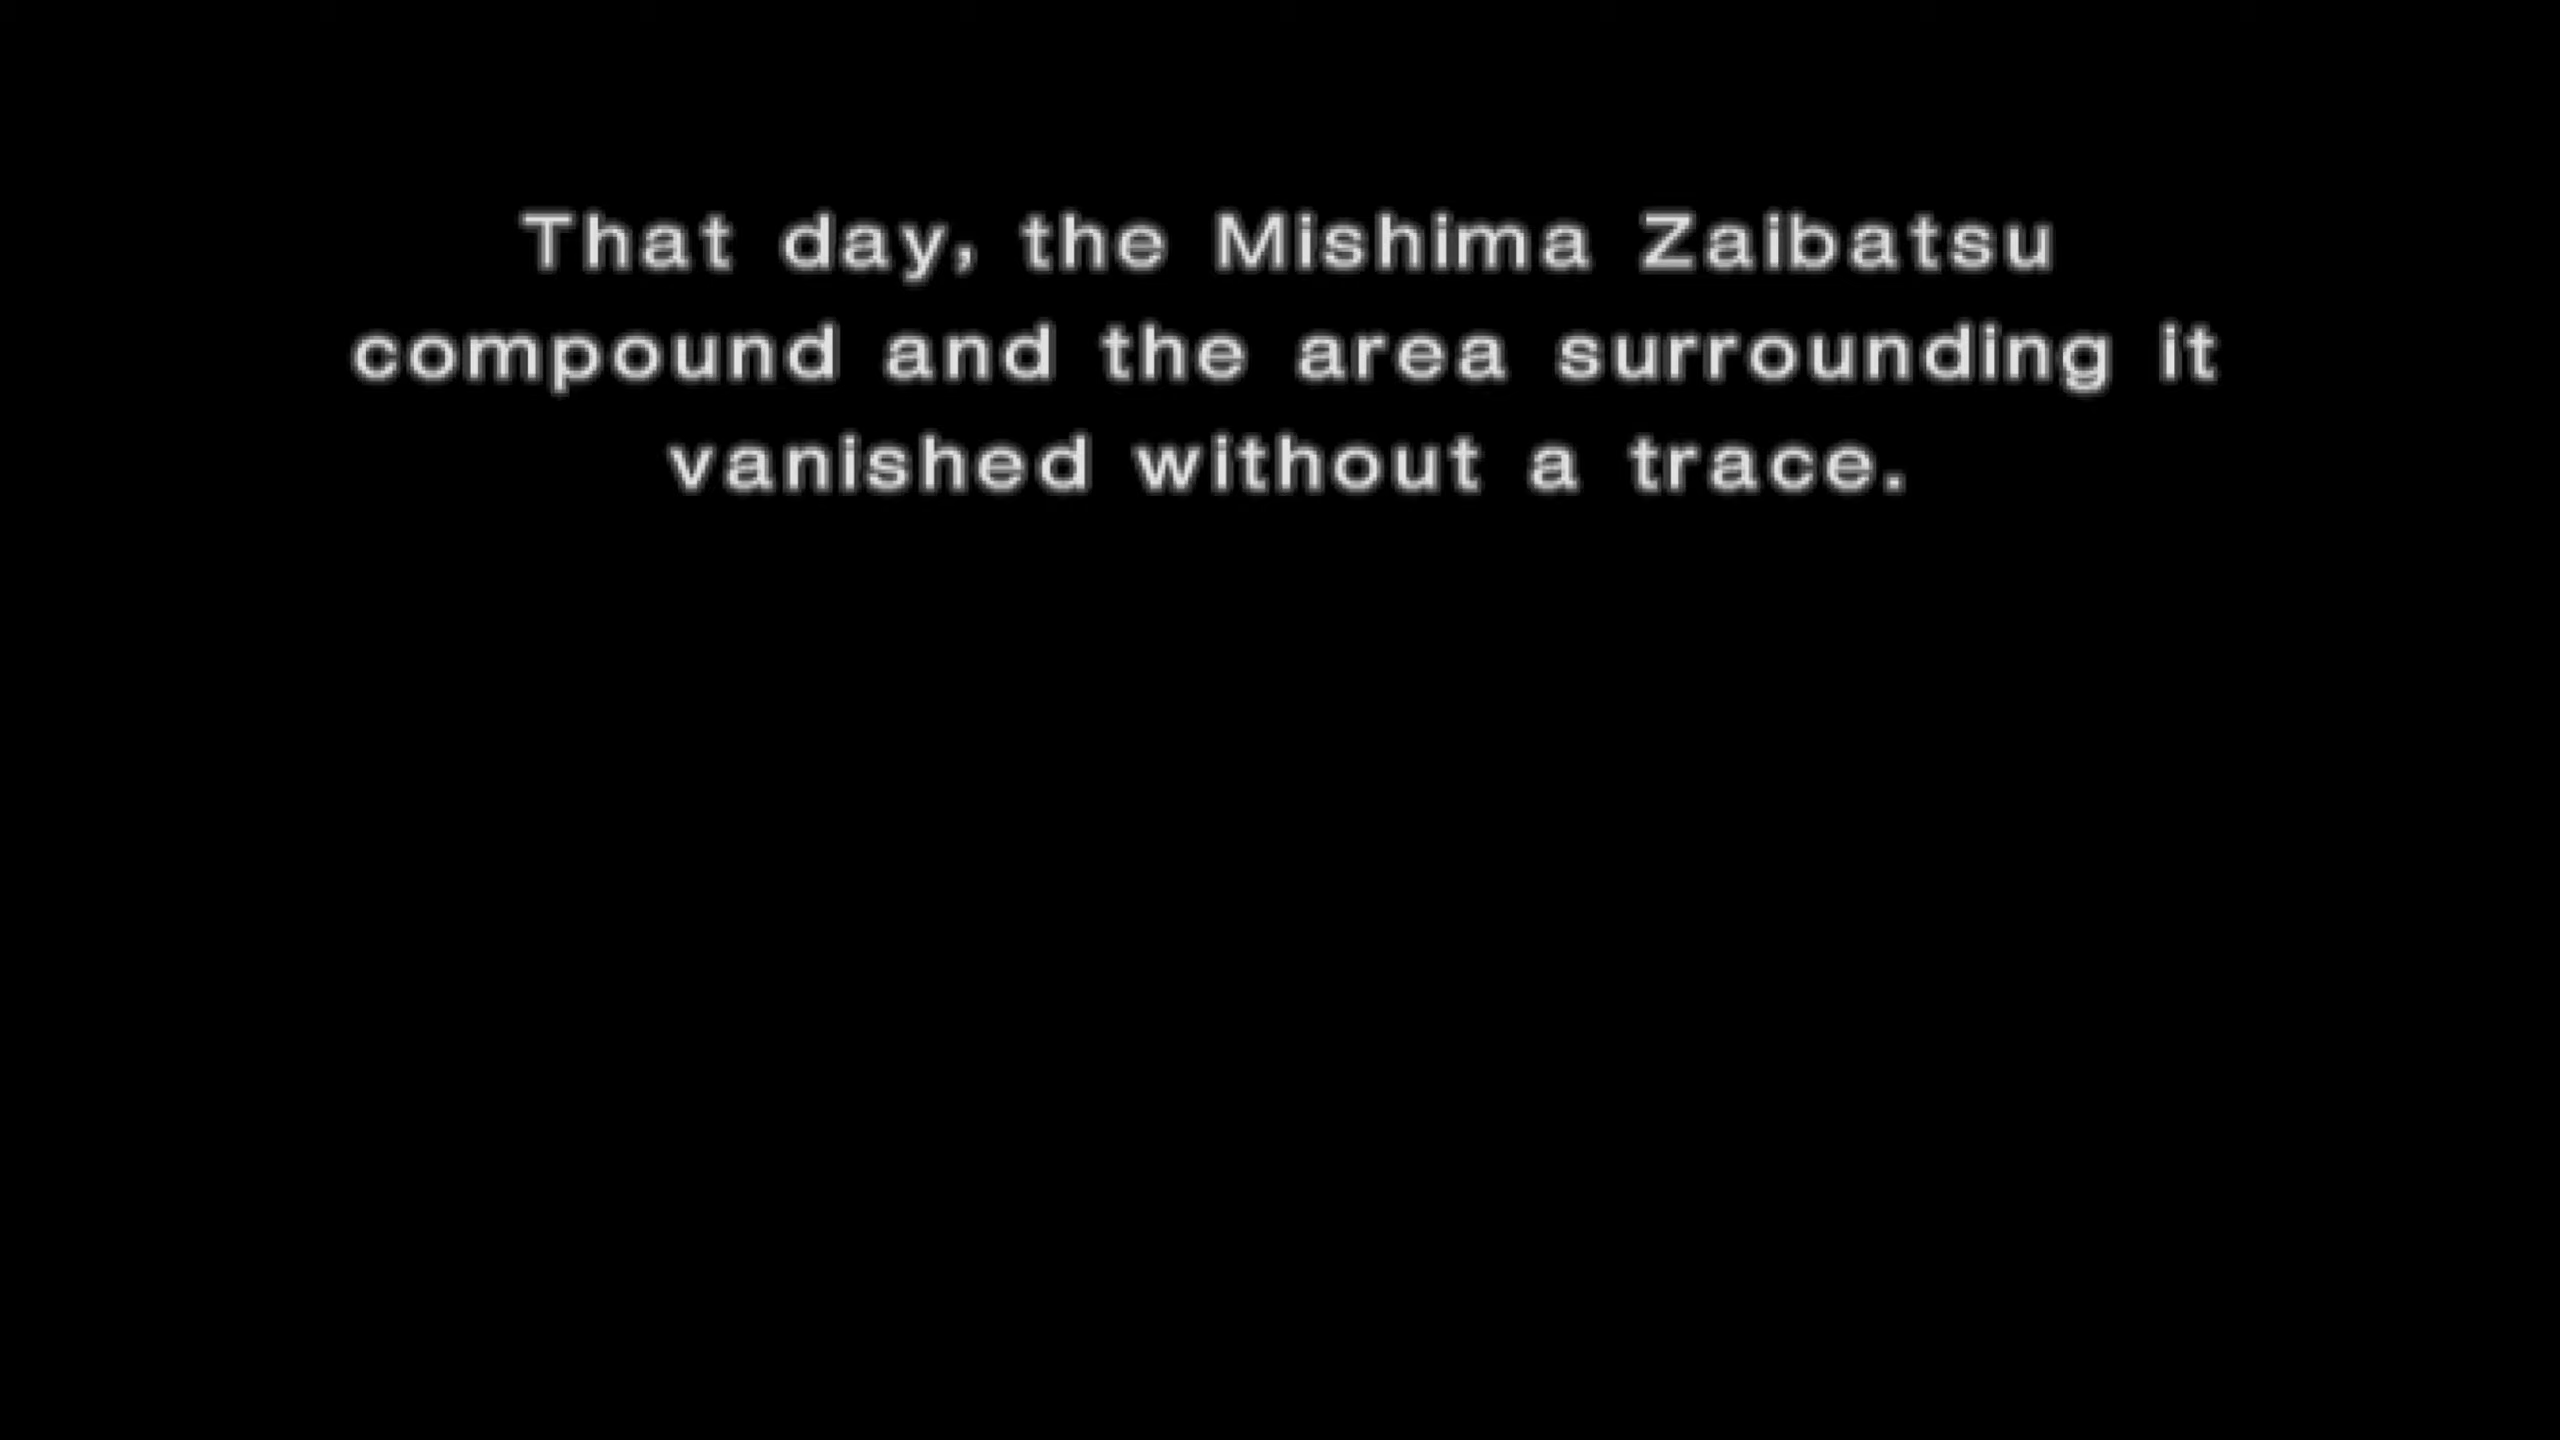 That day, the Mishima Zaibatsu
compound and the area surrounding it
vanished without a trace.